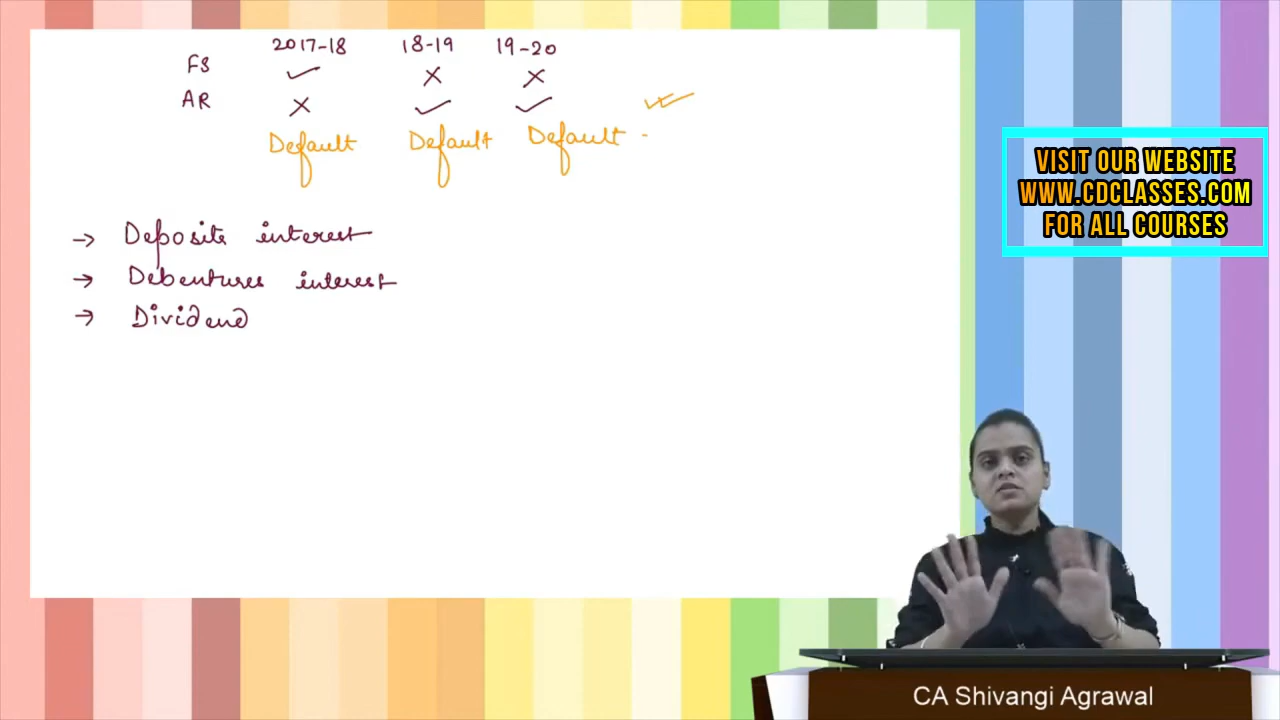 2017-18 18-19 19-20
FS ✓ × ×
AR × ✓ ✓
Default Default Default
→ Deposite interest
→ Debentures interest
→ Dividend
VISIT OUR WEBSITE
WWW.CDCLASSES.COM
FOR ALL COURSES
CA Shivangi Agrawal